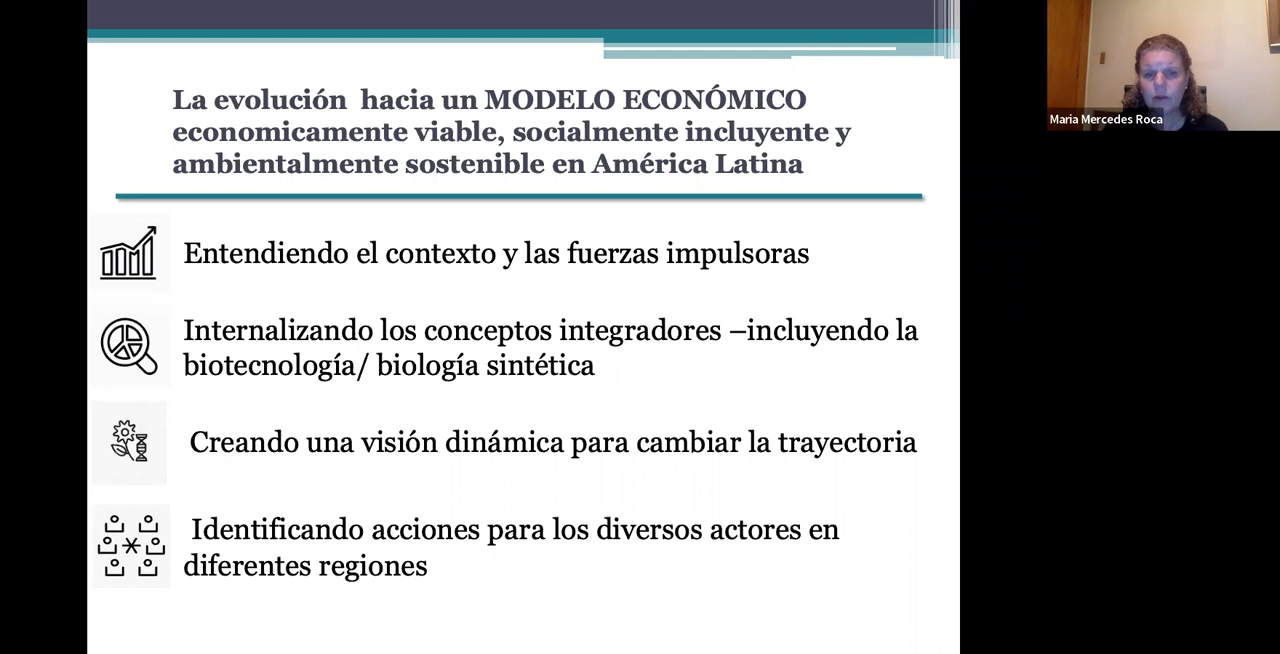 La evolución hacia un MODELO ECONÓMICO
economicamente viable, socialmente incluyente y
ambientalmente sostenible en América Latina
Entendiendo el contexto y las fuerzas impulsoras
Internalizando los conceptos integradores –incluyendo la
biotecnología/ biología sintética
Creando una visión dinámica para cambiar la trayectoria
Identificando acciones para los diversos actores en
diferentes regiones
Maria Mercedes Roca